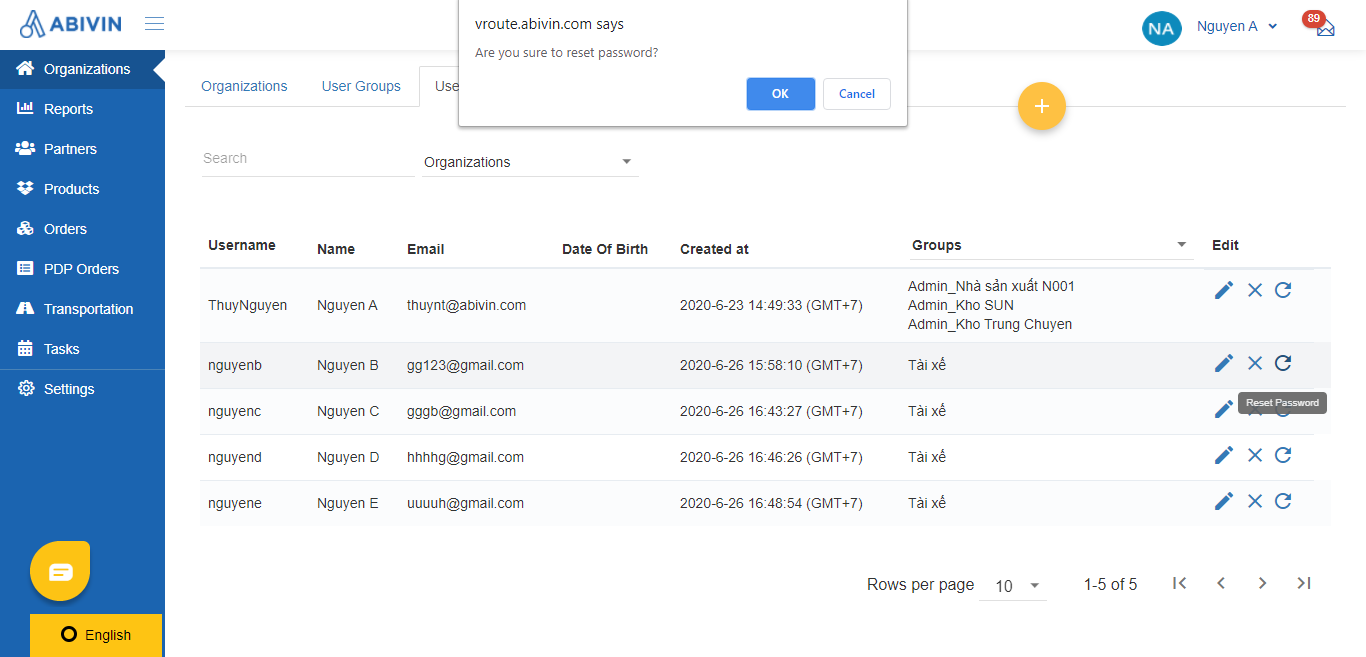 ABIVIN
vroute.abivin.com says
Are you sure to reset password?
OK
Cancel
NA
Nguyen A
89
Organizations
Reports
Partners
Products
Orders
PDP Orders
Transportation
Tasks
Settings
English
Organizations User Groups Use
+
Search
Organizations
Username Name Email Date Of Birth Created at Groups Edit
ThuyNguyen Nguyen A thuynt@abivin.com 2020-6-23 14:49:33 (GMT+7) Admin_Nhà sản xuất N001
Admin_Kho SUN
Admin_Kho Trung Chuyen
nguyenb Nguyen B gg123@gmail.com 2020-6-26 15:58:10 (GMT+7) Tài xế
Reset Password
nguyenc Nguyen C gggb@gmail.com 2020-6-26 16:43:27 (GMT+7) Tài xế
nguyend Nguyen D hhhhg@gmail.com 2020-6-26 16:46:26 (GMT+7) Tài xế
nguyene Nguyen E uuuuh@gmail.com 2020-6-26 16:48:54 (GMT+7) Tài xế
Rows per page 10 1-5 of 5